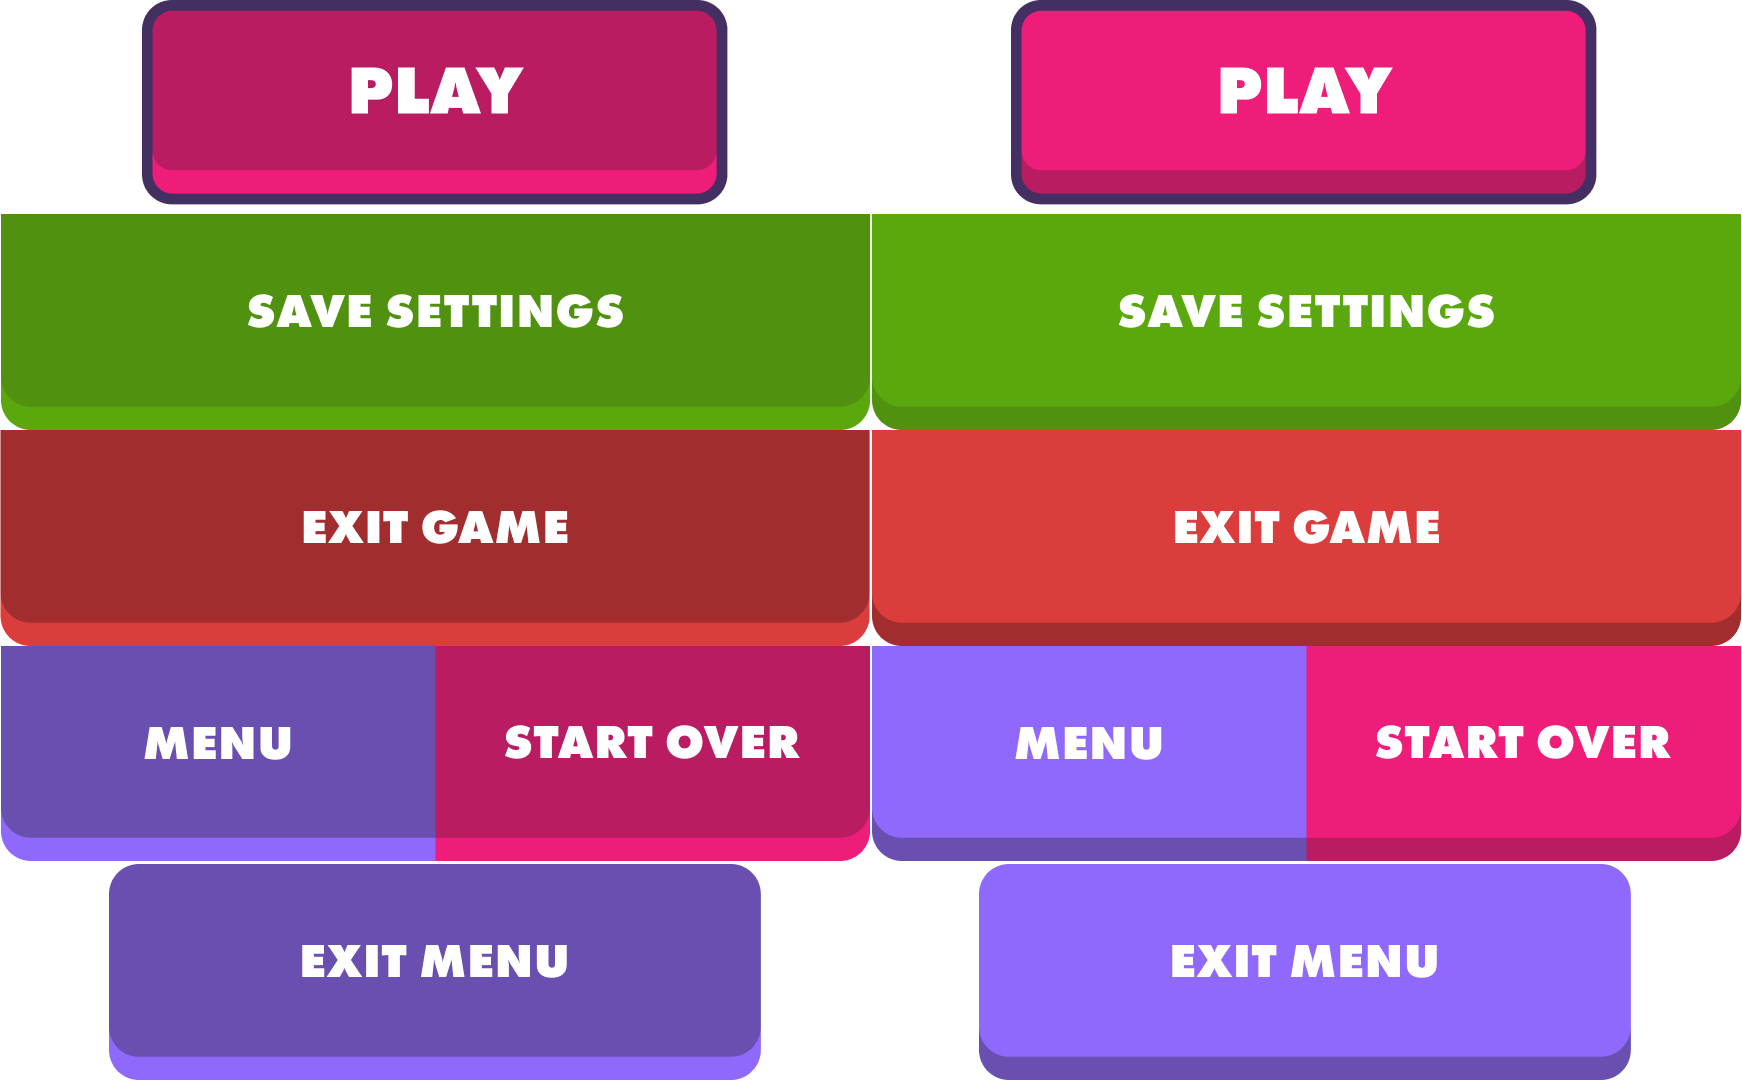 PLAY PLAY
SAVE SETTINGS SAVE SETTINGS
EXIT GAME EXIT GAME
MENU START OVER MENU START OVER
EXIT MENU EXIT MENU